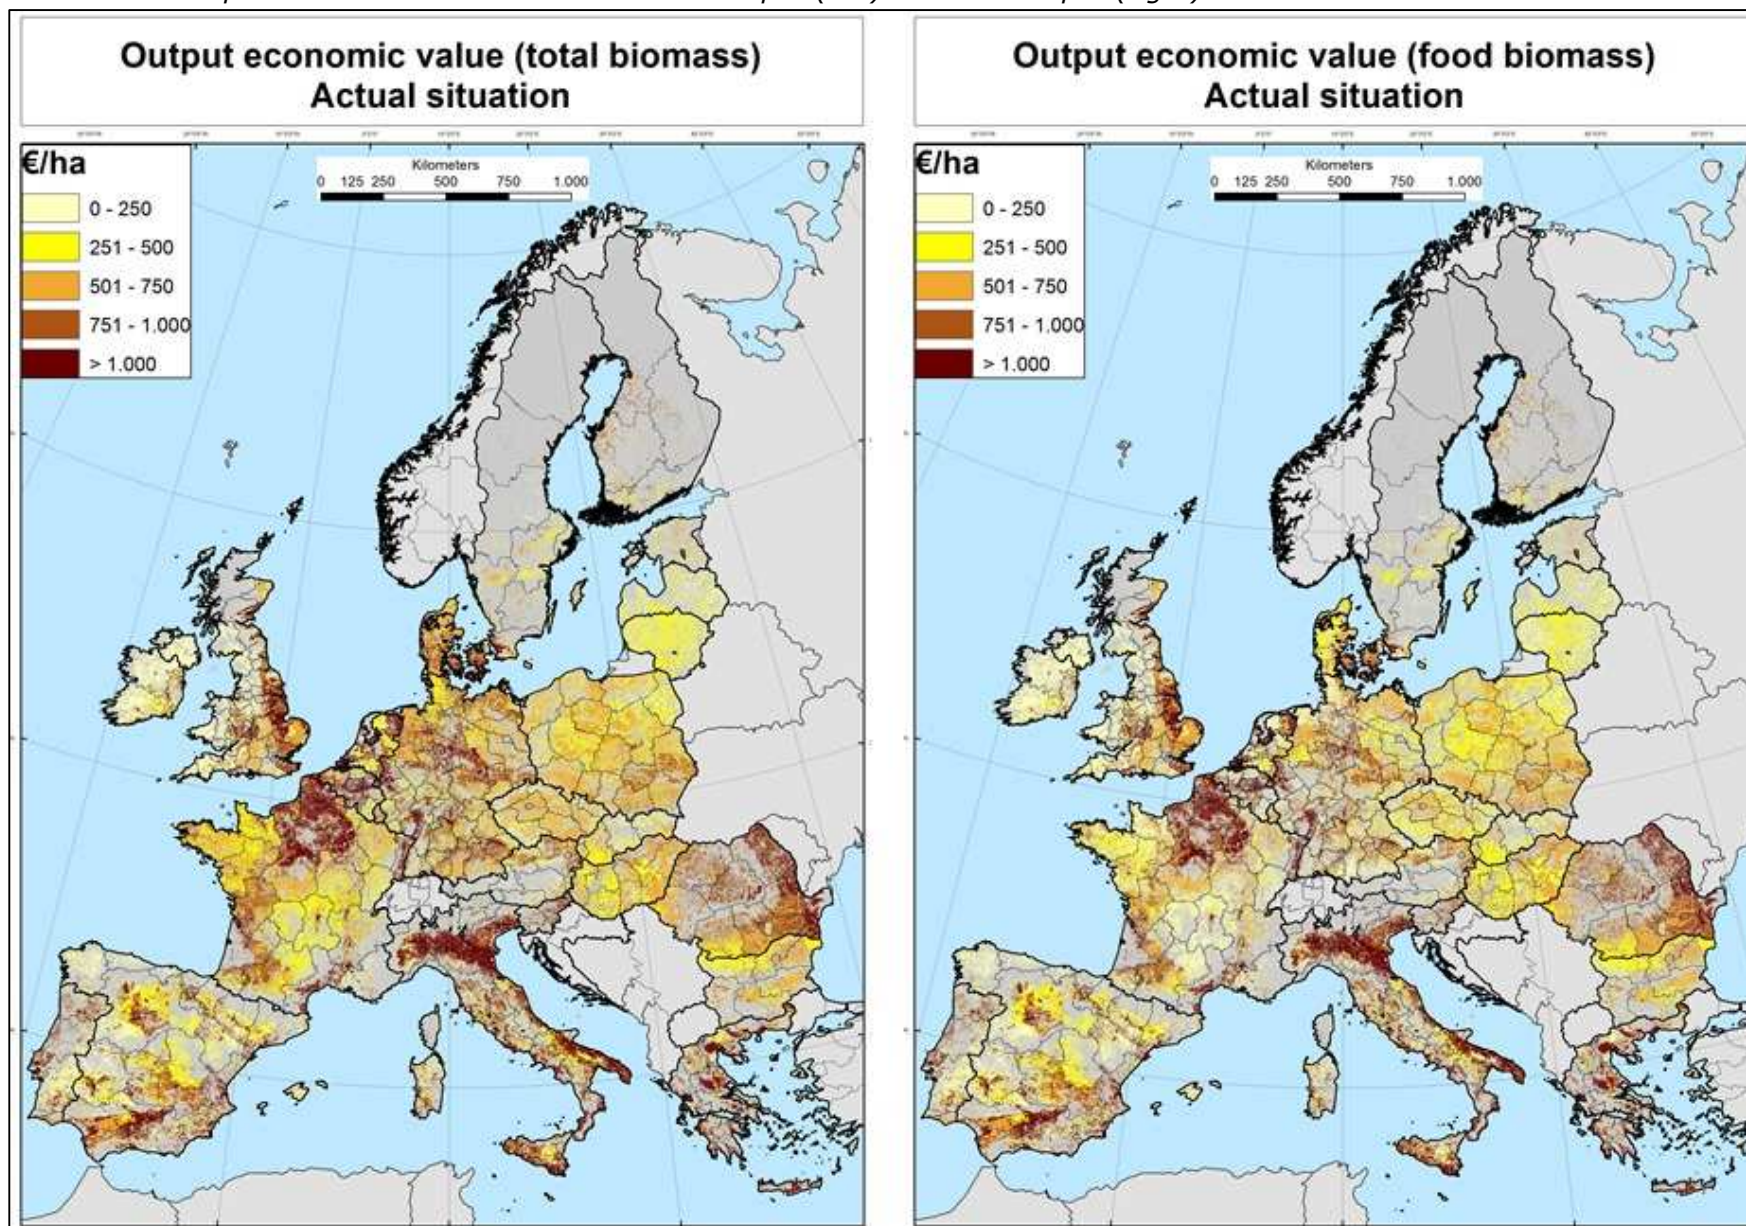 Output economic value (total biomass)
Actual situation
€/ha
0 - 250
251 - 500
501 - 750
751 - 1.000
> 1.000
Kilometers
0 125 250 500 750 1.000
Output economic value (food biomass)
Actual situation
€/ha
0 - 250
251 - 500
501 - 750
751 - 1.000
> 1.000
Kilometers
0 125 250 500 750 1.000